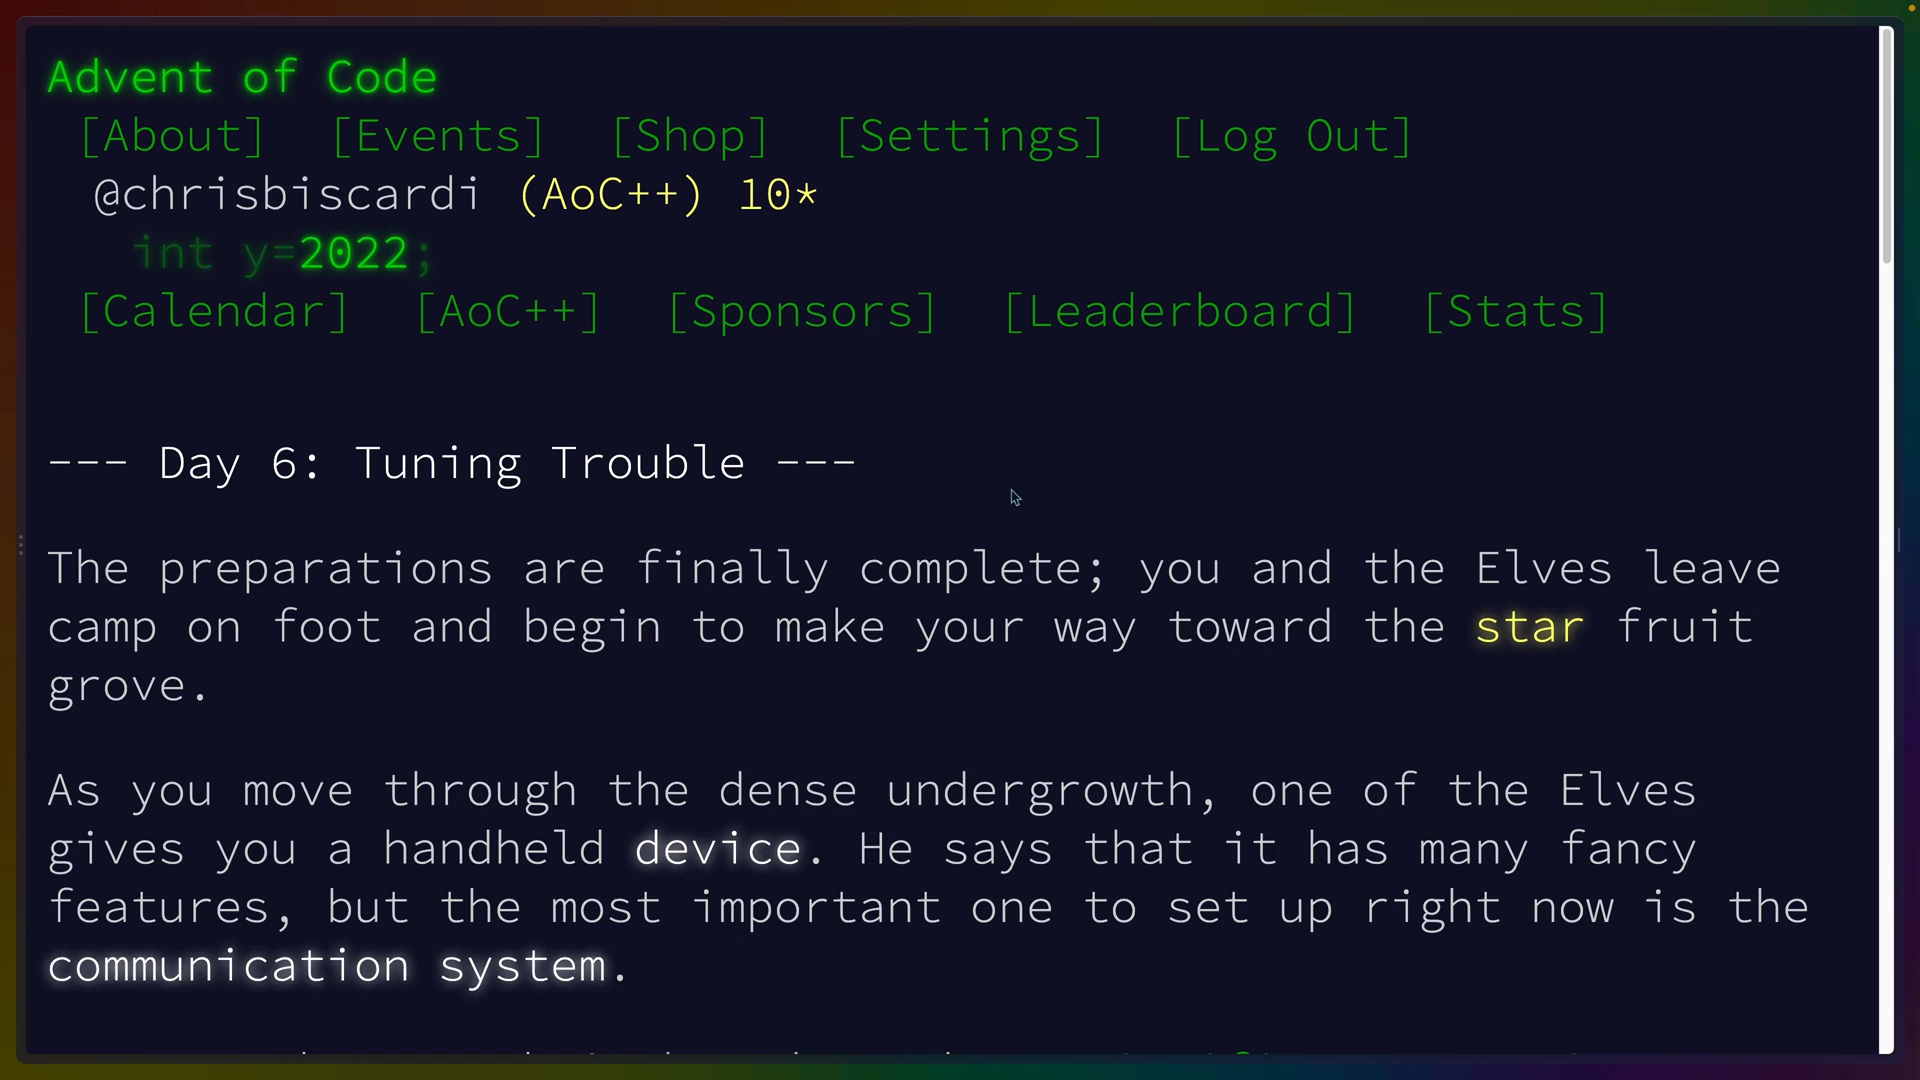 Advent of Code
[About] [Events] [Shop] [Settings] [Log Out]
@chrisbiscardi (AoC++) 10*
int y=2022;
[Calendar] [AoC++] [Sponsors] [Leaderboard] [Stats]
--- Day 6: Tuning Trouble ---
The preparations are finally complete; you and the Elves leave
camp on foot and begin to make your way toward the star fruit
grove.
As you move through the dense undergrowth, one of the Elves
gives you a handheld device. He says that it has many fancy
features, but the most important one to set up right now is the
communication system.